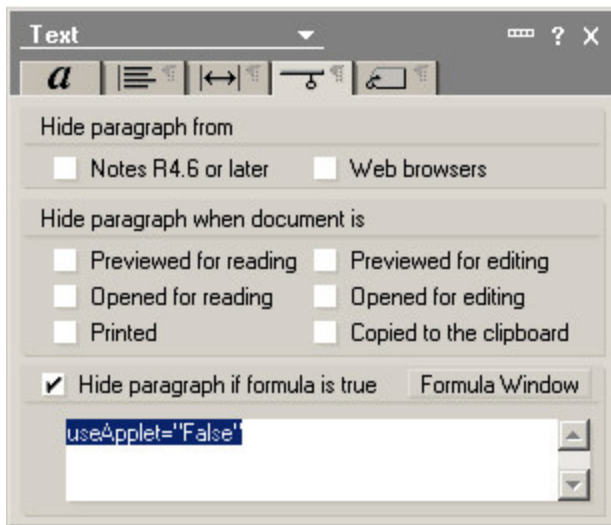 Text ? X
a
Hide paragraph from
Notes R4.6 or later Web browsers
Hide paragraph when document is
Previewed for reading Previewed for editing
Opened for reading Opened for editing
Printed Copied to the clipboard
Hide paragraph if formula is true Formula Window
useApplet="False"